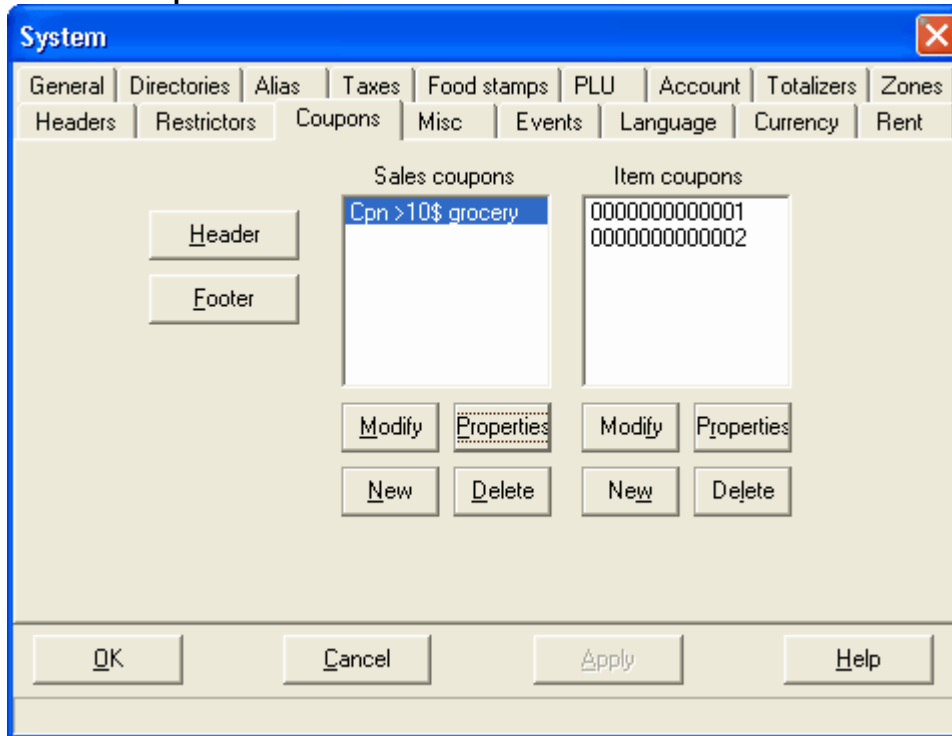 System
General Directories Alias Taxes Food stamps PLU Account Totalizers Zones
Headers Restrictors Coupons Misc Events Language Currency Rent
Sales coupons Item coupons
Cpn >10$ grocery 0000000000001
0000000000002
Header
Footer
Modify Properties Modify Properties
New Delete New Delete
OK Cancel Apply Help